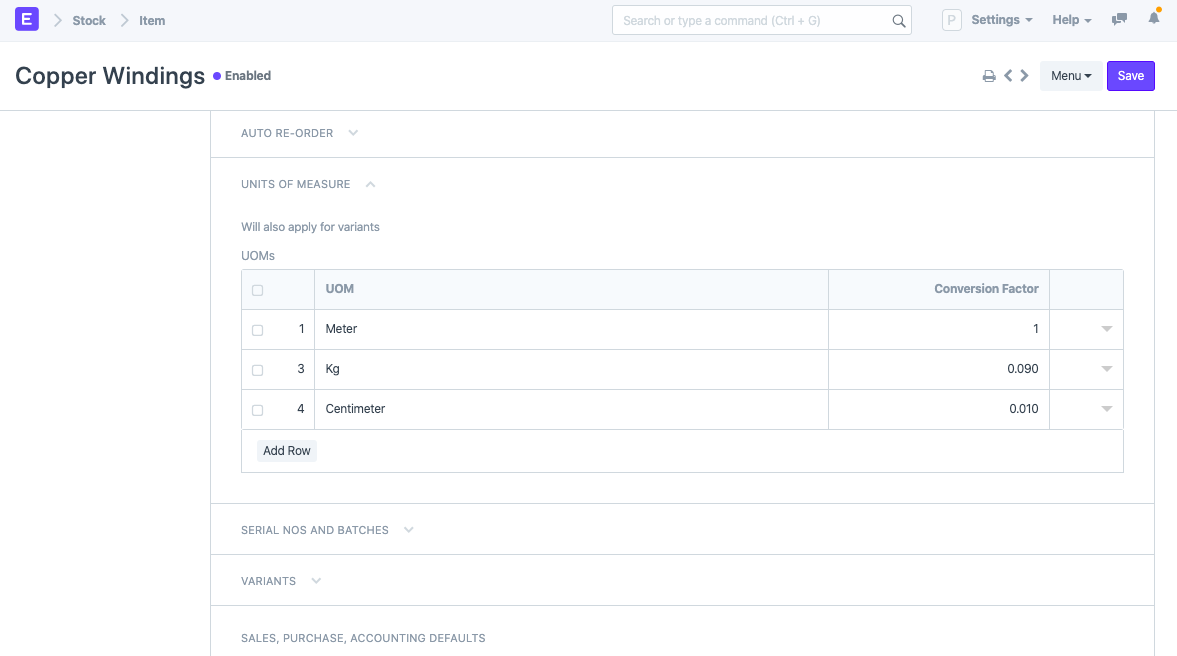 E Stock Item Search or type a command (Ctrl + G) P Settings Help
Copper Windings Enabled Menu Save
AUTO RE-ORDER
UNITS OF MEASURE
Will also apply for variants
UOMs
UOM Conversion Factor
1 Meter 1
3 Kg 0.090
4 Centimeter 0.010
Add Row
SERIAL NOS AND BATCHES
VARIANTS
SALES, PURCHASE, ACCOUNTING DEFAULTS